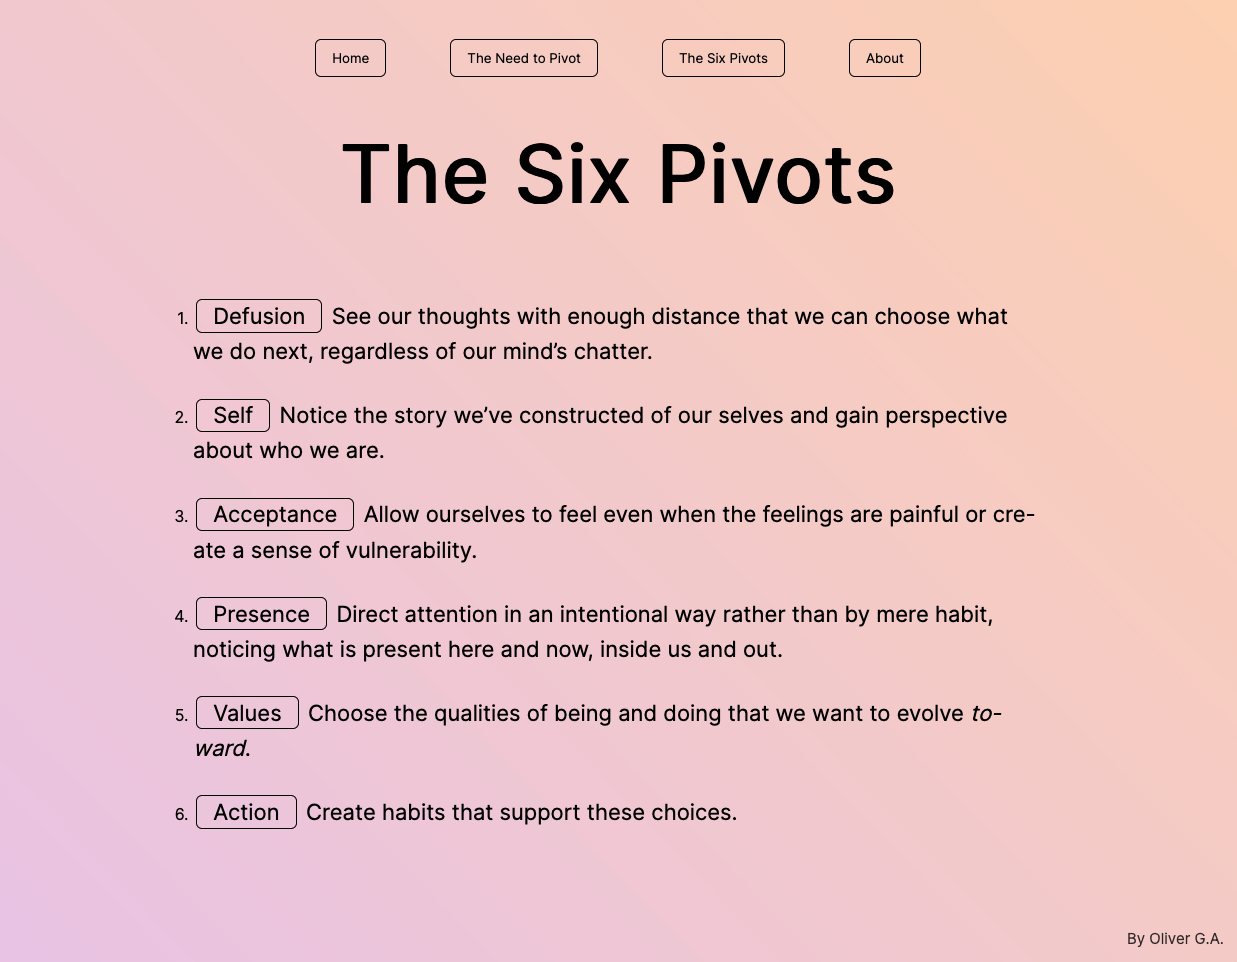 Home The Need to Pivot The Six Pivots About
The Six Pivots
1. Defusion See our thoughts with enough distance that we can choose what
we do next, regardless of our mind’s chatter.
2. Self Notice the story we’ve constructed of our selves and gain perspective
about who we are.
3. Acceptance Allow ourselves to feel even when the feelings are painful or cre-
ate a sense of vulnerability.
4. Presence Direct attention in an intentional way rather than by mere habit,
noticing what is present here and now, inside us and out.
5. Values Choose the qualities of being and doing that we want to evolve to-
ward.
6. Action Create habits that support these choices.
By Oliver G.A.